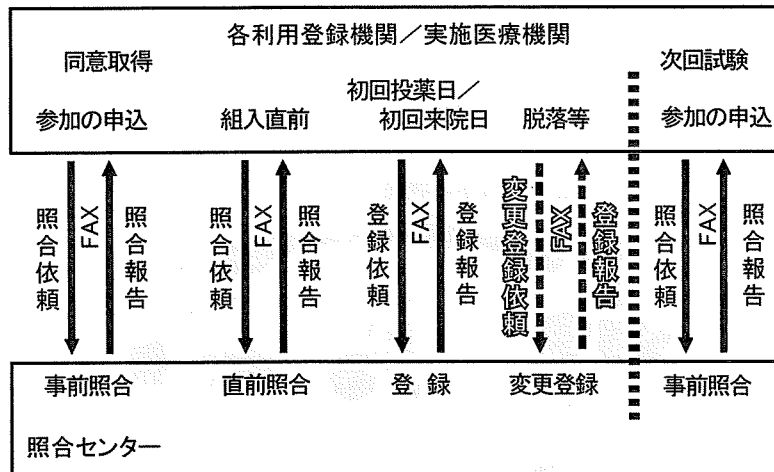 各利用登録機関／実施医療機関
同意取得
参加の申込
組入直前
初回投薬日／
初回来院日
脱落等
次回試験
参加の申込
照合依頼
FAX
照合報告
照合依頼
FAX
照合報告
登録依頼
FAX
登録報告
変更登録依頼
FAX
登録報告
照合依頼
FAX
照合報告
事前照合
直前照合
登 録
変更登録
事前照合
照合センター